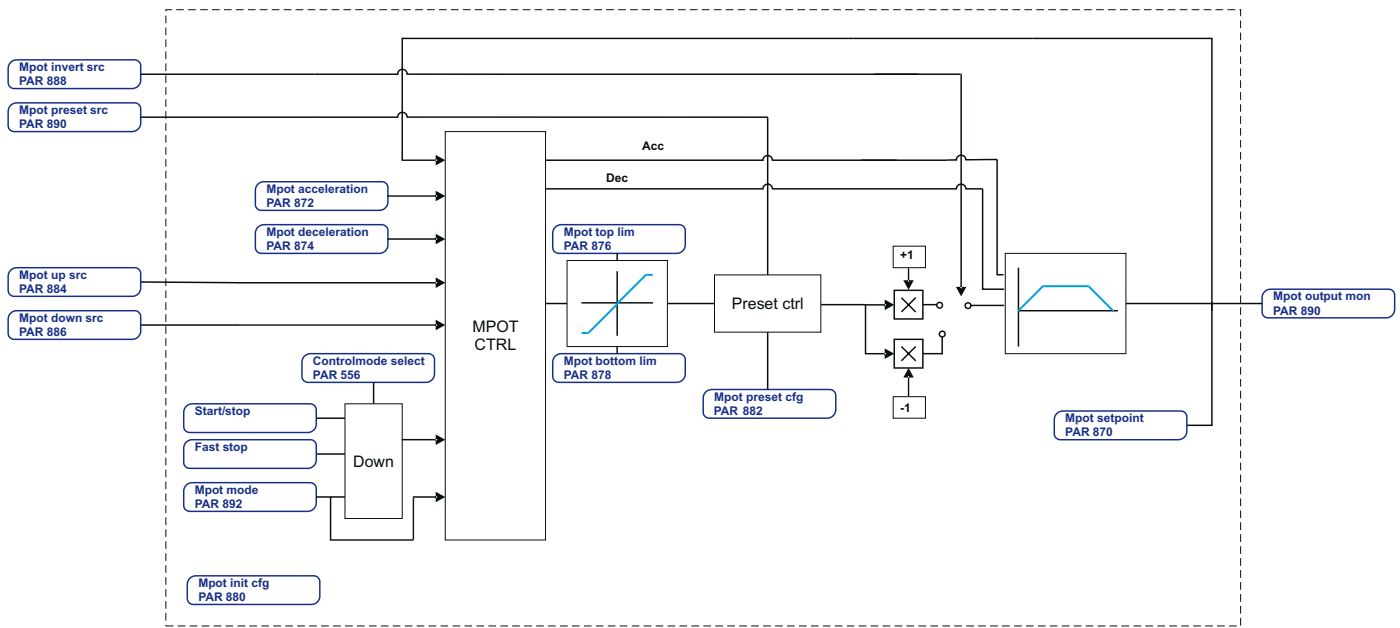 Mpot invert src
PAR 888
Mpot preset src
PAR 890
Acc
Dec
Mpot acceleration
PAR 872
Mpot deceleration
PAR 874
Mpot top lim
PAR 876
+1
Mpot up src
PAR 884
Mpot down src
PAR 886
MPOT
CTRL
Preset ctrl
Mpot output mon
PAR 890
Controlmode select
PAR 556
Mpot bottom lim
PAR 878
Mpot preset cfg
PAR 882
-1
Mpot setpoint
PAR 870
Start/stop
Fast stop
Down
Mpot mode
PAR 892
Mpot init cfg
PAR 880